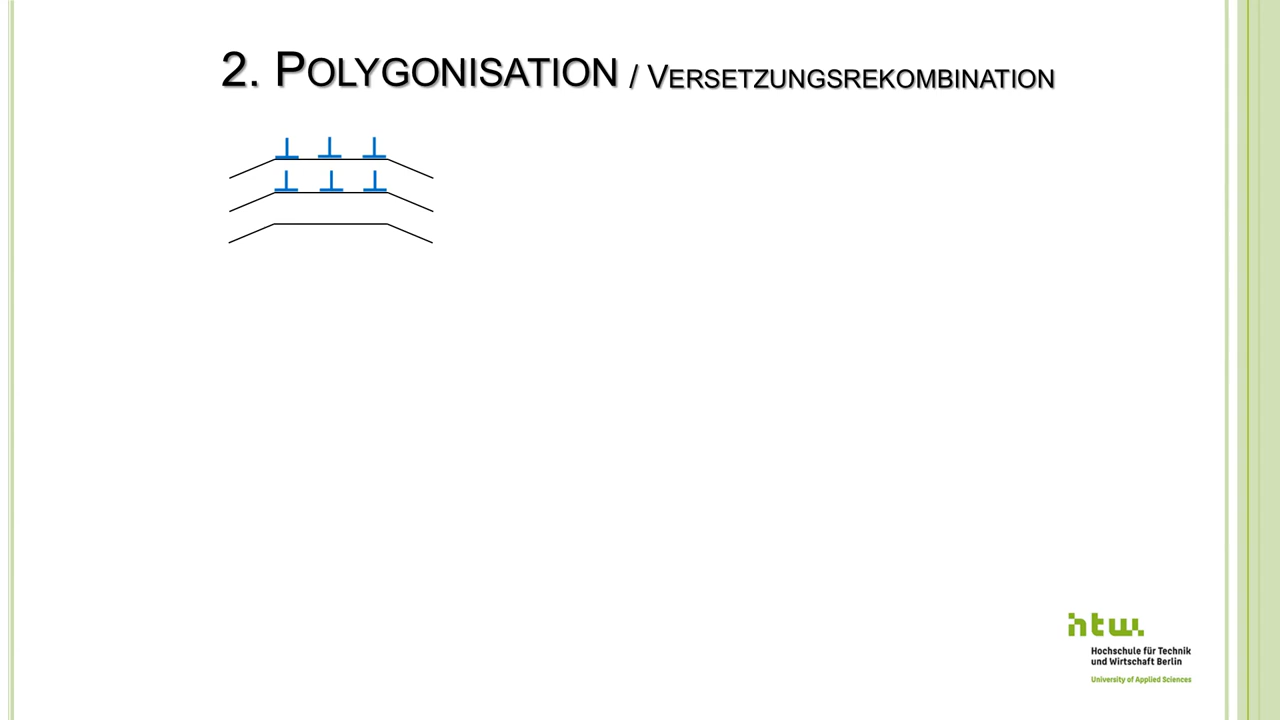 2. POLYGONISATION / VERSETZUNGSREKOMBINATION
htw.
Hochschule für Technik
und Wirtschaft Berlin
University of Applied Sciences